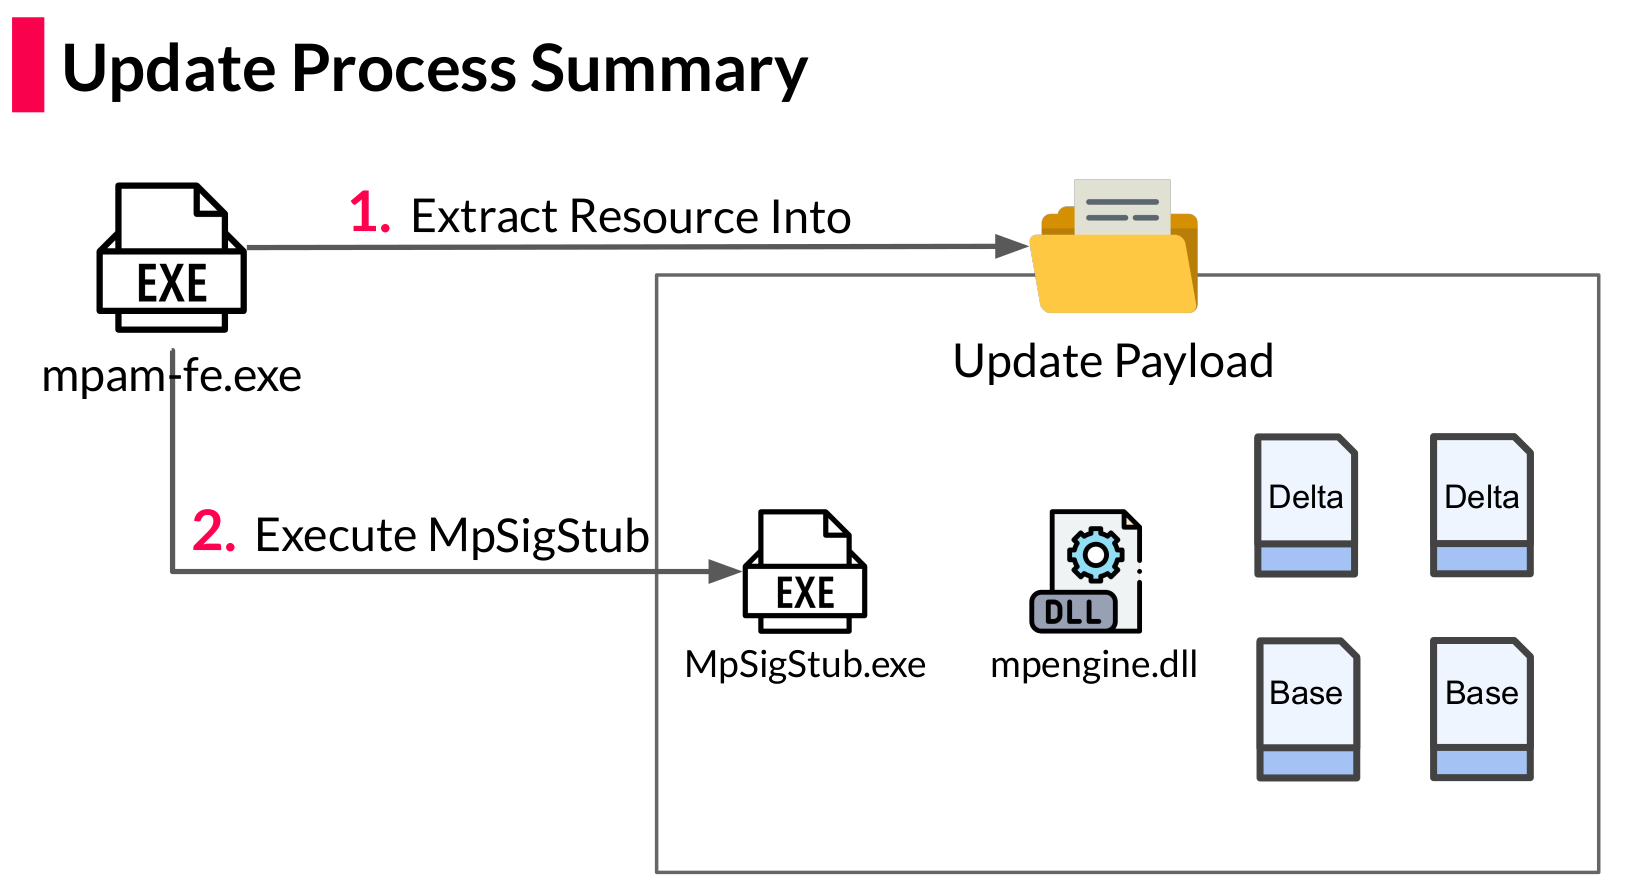 Update Process Summary
1. Extract Resource Into
EXE
mpam-fe.exe
Update Payload
2. Execute MpSigStub
EXE
MpSigStub.exe
DLL
mpengine.dll
Delta
Delta
Base
Base